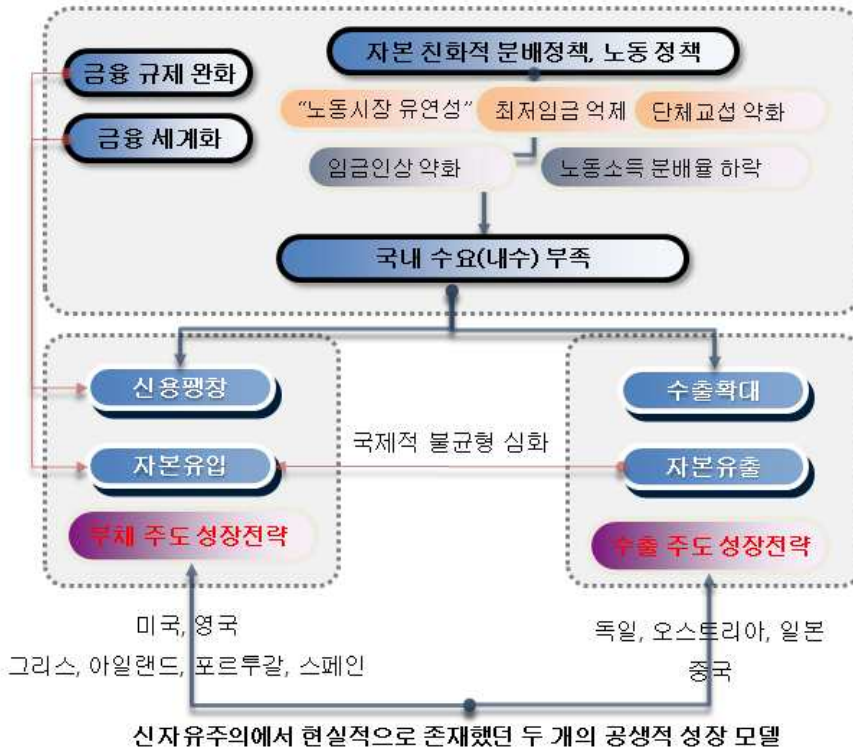 자본 친화적 분배정책, 노동 정책
금융 규제 완화
"노동시장 유연성"
최저임금 억제
단체교섭 약화
금융 세계화
임금인상 약화
노동소득 분배율 하락
국내 수요(내수) 부족
신용팽창
수출확대
국제적 불균형 심화
자본유입
자본유출
부채 주도 성장전략
수출 주도 성장전략
미국, 영국
그리스, 아일랜드, 포르투갈, 스페인
독일, 오스트리아, 일본
중국
신자유주의에서 현실적으로 존재했던 두 개의 공생적 성장 모델